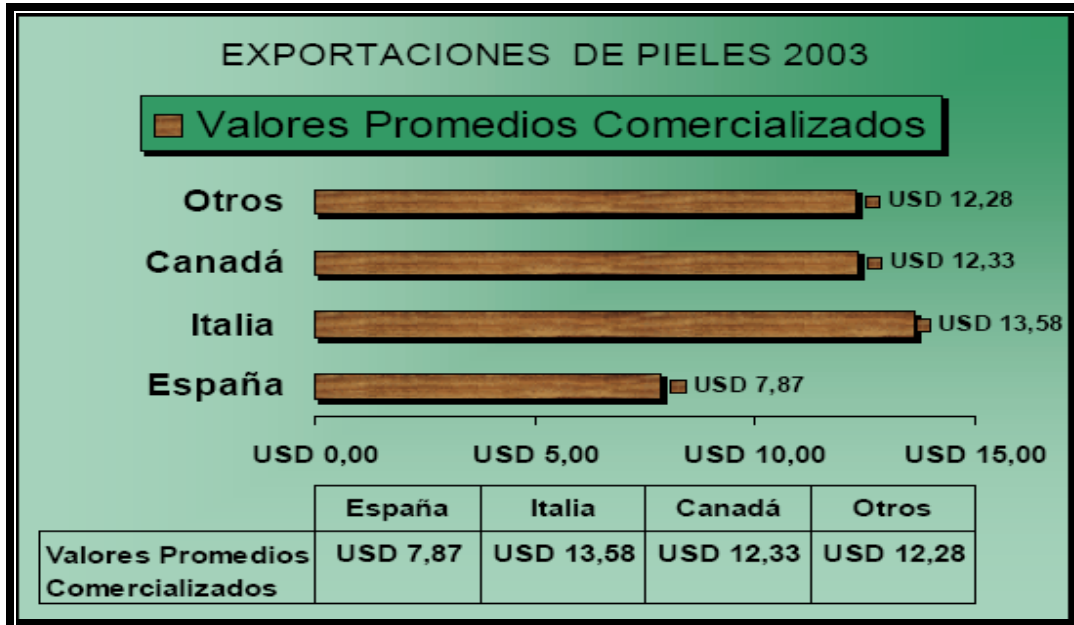 EXPORTACIONES DE PIELES 2003
Valores Promedios Comercializados
Otros USD 12,28
Canadá USD 12,33
Italia USD 13,58
España USD 7,87
USD 0,00 USD 5,00 USD 10,00 USD 15,00
España Italia Canadá Otros
Valores Promedios USD 7,87 USD 13,58 USD 12,33 USD 12,28
Comercializados